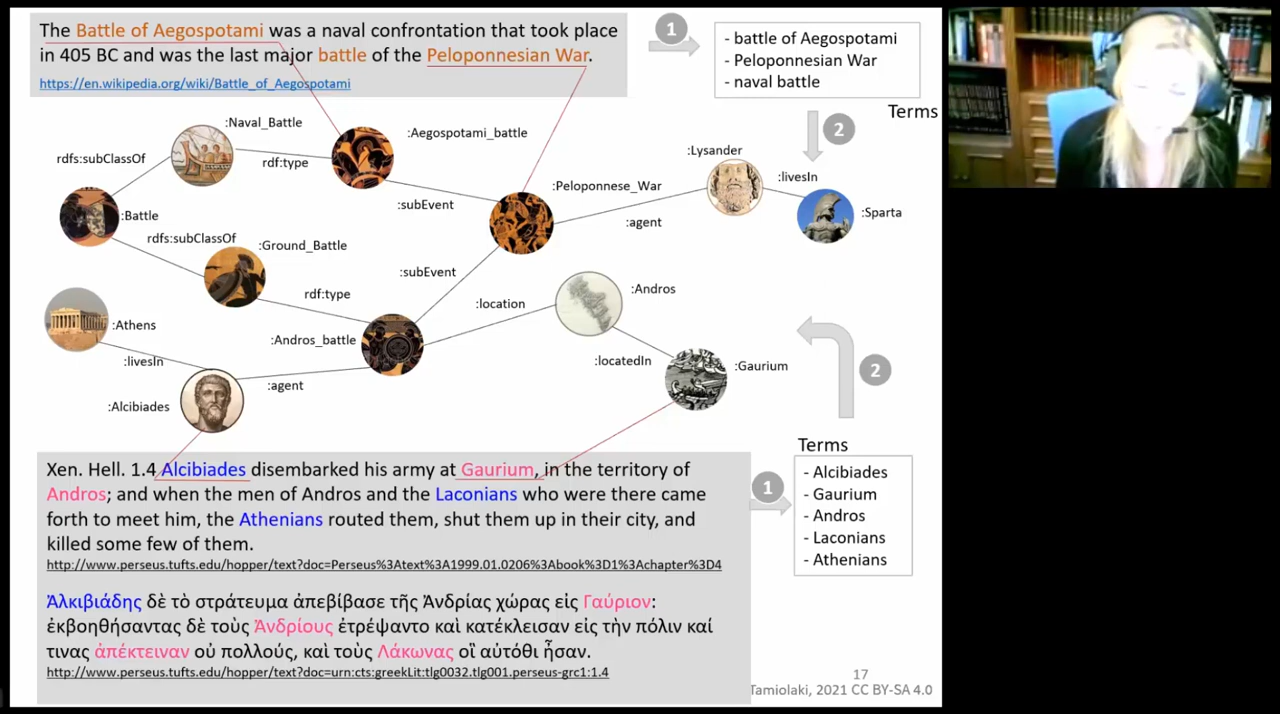 The Battle of Aegospotami was a naval confrontation that took place
in 405 BC and was the last major battle of the Peloponnesian War.
https://en.wikipedia.org/wiki/Battle_of_Aegospotami
1
- battle of Aegospotami
- Peloponnesian War
- naval battle
Terms
2
:Naval_Battle
rdfs:subClassOf
rdf:type
:Aegospotami_battle
:Lysander
:livesIn
:Peloponnese_War
:subEvent
:agent
:Sparta
:Battle
rdfs:subClassOf
:Ground_Battle
:subEvent
rdf:type
:location
:Andros
:Athens
:Andros_battle
:livesIn
:locatedIn
:Gaurium
2
:agent
:Alcibiades
Xen. Hell. 1.4 Alcibiades disembarked his army at Gaurium, in the territory of
Andros; and when the men of Andros and the Laconians who were there came
forth to meet him, the Athenians routed them, shut them up in their city, and
killed some few of them.
http://www.perseus.tufts.edu/hopper/text?doc=Perseus%3Atext%3A1999.01.0206%3Abook%3D1%3Achapter%3D4
1
Terms
- Alcibiades
- Gaurium
- Andros
- Laconians
- Athenians
Ἀλκιβιάδης δὲ τὸ στράτευμα ἀπεβίβασε τῆς Ἀνδρίας χώρας εἰς Γαύριον:
ἐκβοηθήσαντας δὲ τοὺς Ἀνδρίους ἐτρέψαντο καὶ κατέκλεισαν εἰς τὴν πόλιν καί
τινας ἀπέκτειναν οὐ πολλούς, καὶ τοὺς Λάκωνας οἳ αὐτόθι ἦσαν.
http://www.perseus.tufts.edu/hopper/text?doc=urn:cts:greekLit:tlg0032.tlg001.perseus-grc1:1.4
17
Tamiolaki, 2021 CC BY-SA 4.0